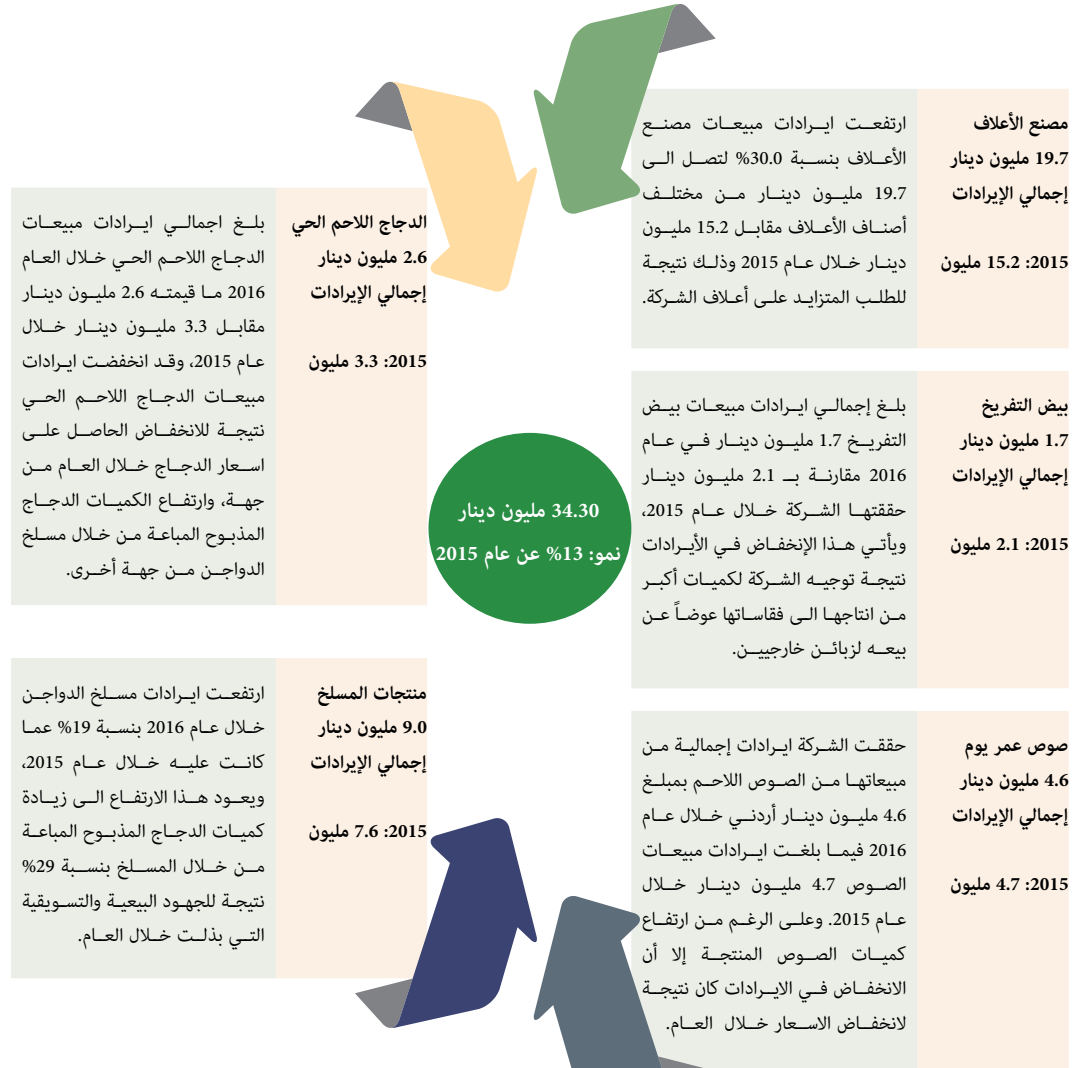 مصنع الأعلاف
19.7 مليون دينار
إجمالي الإيرادات
2015: 15.2 مليون
ارتفعت ايرادات مبيعات مصنع
الأعلاف بنسبة 30.0% لتصل الى
19.7 مليون دينار من مختلف
أصناف الأعلاف مقابل 15.2 مليون
دينار خلال عام 2015 وذلك نتيجة
للطلب المتزايد على أعلاف الشركة.
بيض التفريخ
1.7 مليون دينار
إجمالي الإيرادات
2015: 2.1 مليون
بلغ إجمالي ايرادات مبيعات بيض
التفريخ 1.7 مليون دينار في عام
2016 مقارنة بـ 2.1 مليون دينار
حققتها الشركة خلال عام 2015،
ويأتي هذا الإنخفاض في الأيرادات
نتيجة توجيه الشركة لكميات أكبر
من انتاجها الى فقاساتها عوضاً عن
بيعه لزبائن خارجيين.
صوص عمر يوم
4.6 مليون دينار
إجمالي الإيرادات
2015: 4.7 مليون
حققت الشركة ايرادات إجمالية من
مبيعاتها من الصوص اللاحم بمبلغ
4.6 مليون دينار أردني خلال عام
2016 فيما بلغت ايرادات مبيعات
الصوص 4.7 مليون دينار خلال
عام 2015. وعلى الرغم من ارتفاع
كميات الصوص المنتجة إلا أن
الانخفاض في الايرادات كان نتيجة
لانخفاض الاسعار خلال العام.
34.30 مليون دينار
نمو: 13% عن عام 2015
الدجاج اللاحم الحي
2.6 مليون دينار
إجمالي الإيرادات
2015: 3.3 مليون
بلغ اجمالي ايرادات مبيعات
الدجاج اللاحم الحي خلال العام
2016 ما قيمته 2.6 مليون دينار
مقابل 3.3 مليون دينار خلال
عام 2015، وقد انخفضت ايرادات
مبيعات الدجاج اللاحم الحي
نتيجة للانخفاض الحاصل على
اسعار الدجاج خلال العام من
جهة، وارتفاع الكميات الدجاج
المذبوح المباعة من خلال مسلخ
الدواجن من جهة أخرى.
منتجات المسلخ
9.0 مليون دينار
إجمالي الإيرادات
2015: 7.6 مليون
ارتفعت ايرادات مسلخ الدواجن
خلال عام 2016 بنسبة 19% عما
كانت عليه خلال عام 2015،
ويعود هذا الارتفاع الى زيادة
كميات الدجاج المذبوح المباعة
من خلال المسلخ بنسبة 29%
نتيجة للجهود البيعية والتسويقية
التي بذلت خلال العام.